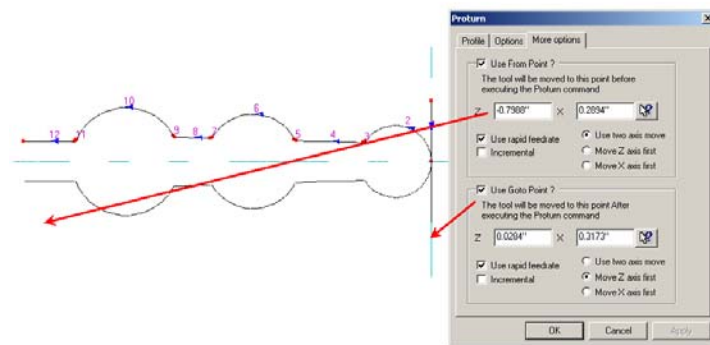 Proturn
Profile Options More options
Use From Point ?
The tool will be moved to this point before
executing the Proturn command
Z -0.7988" X 0.2894"
Use rapid feedrate
Incremental
Use two axis move
Move Z axis first
Move X axis first
Use Goto Point ?
The tool will be moved to this point After
executing the Proturn command
Z 0.0284" X 0.3173"
Use rapid feedrate
Incremental
Use two axis move
Move Z axis first
Move X axis first
OK Cancel Apply
12 11 10 9 8 7 6 5 4 3 2